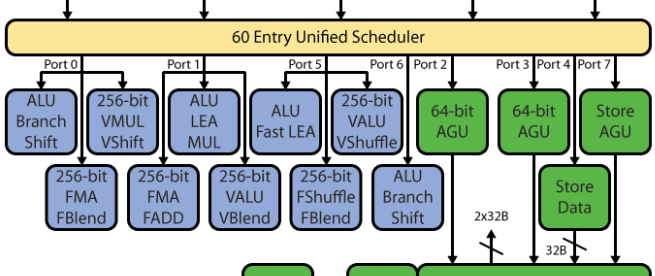 60 Entry Unified Scheduler
Port 0
Port 1
Port 5
Port 6
Port 2
Port 3
Port 4
Port 7
ALU
Branch
Shift
256-bit
VMUL
VShift
ALU
LEA
MUL
ALU
Fast LEA
256-bit
VALU
VShuffle
64-bit
AGU
64-bit
AGU
Store
AGU
256-bit
FMA
FBlend
256-bit
FMA
FADD
256-bit
VALU
VBlend
256-bit
FShuffle
FBlend
ALU
Branch
Shift
Store
Data
2x32B
32B